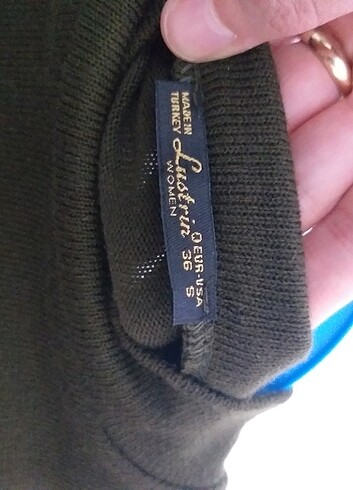 MADE IN
TURKEY
Lustrin
WOMEN
EUR-USA
36 S